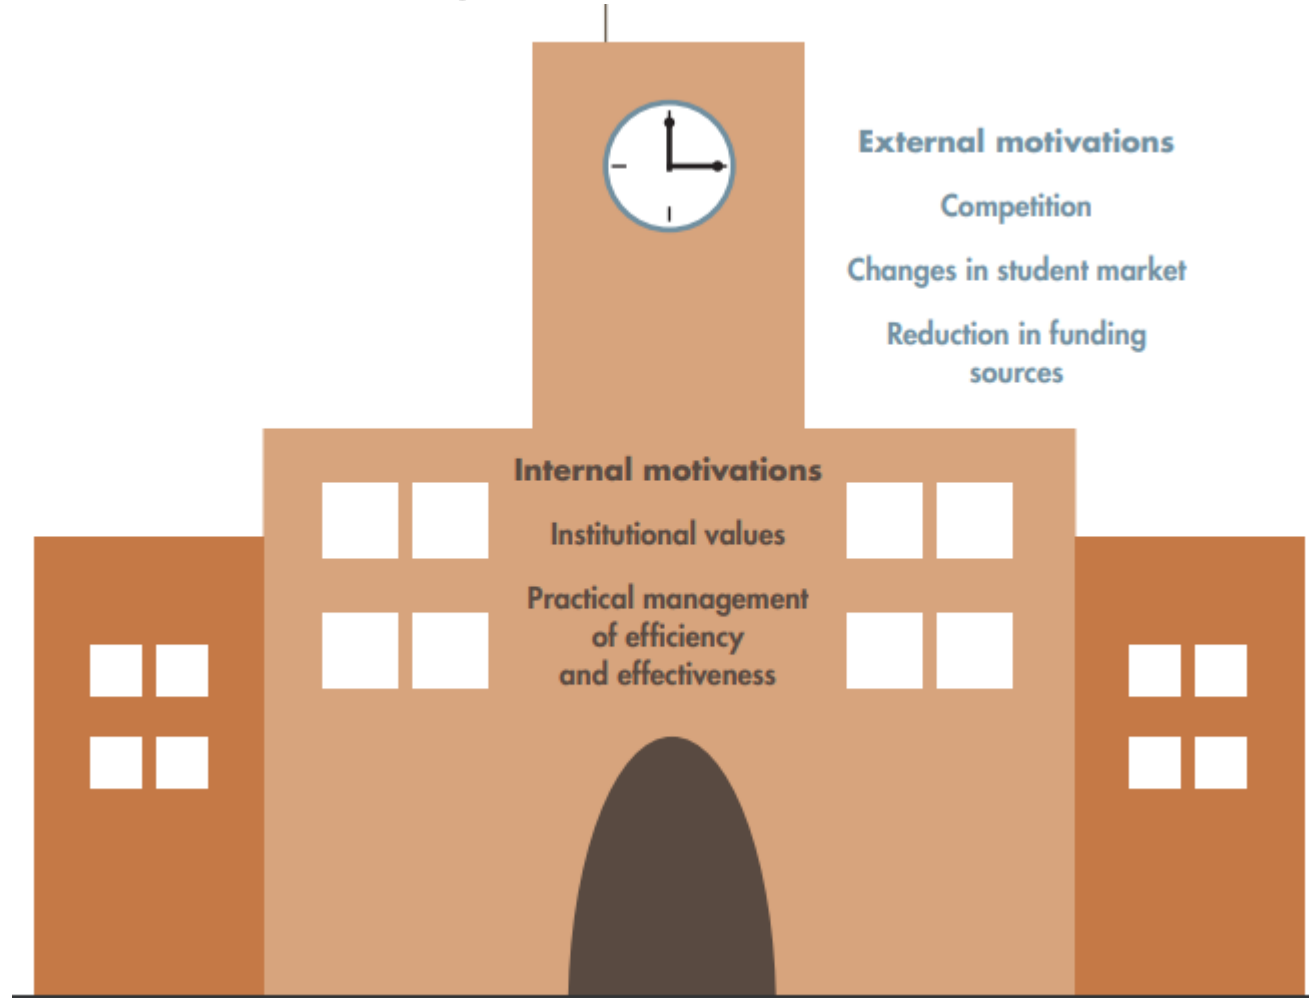 External motivations
Competition
Changes in student market
Reduction in funding
sources
Internal motivations
Institutional values
Practical management
of efficiency
and effectiveness